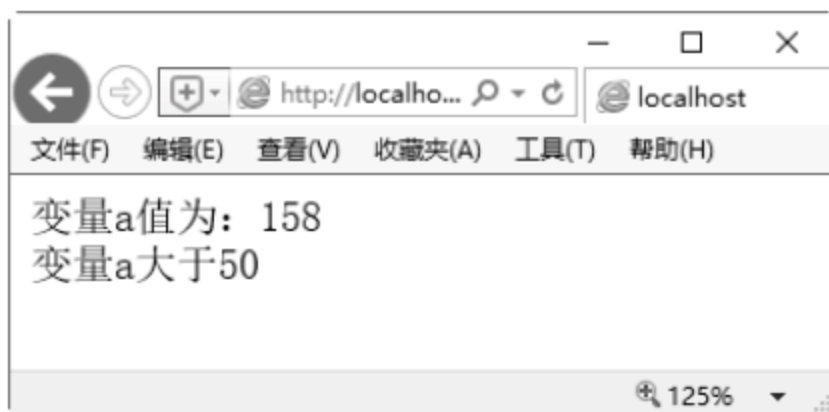 http://localho...
localhost
文件(F) 编辑(E) 查看(V) 收藏夹(A) 工具(T) 帮助(H)
变量a值为：158
变量a大于50
125%